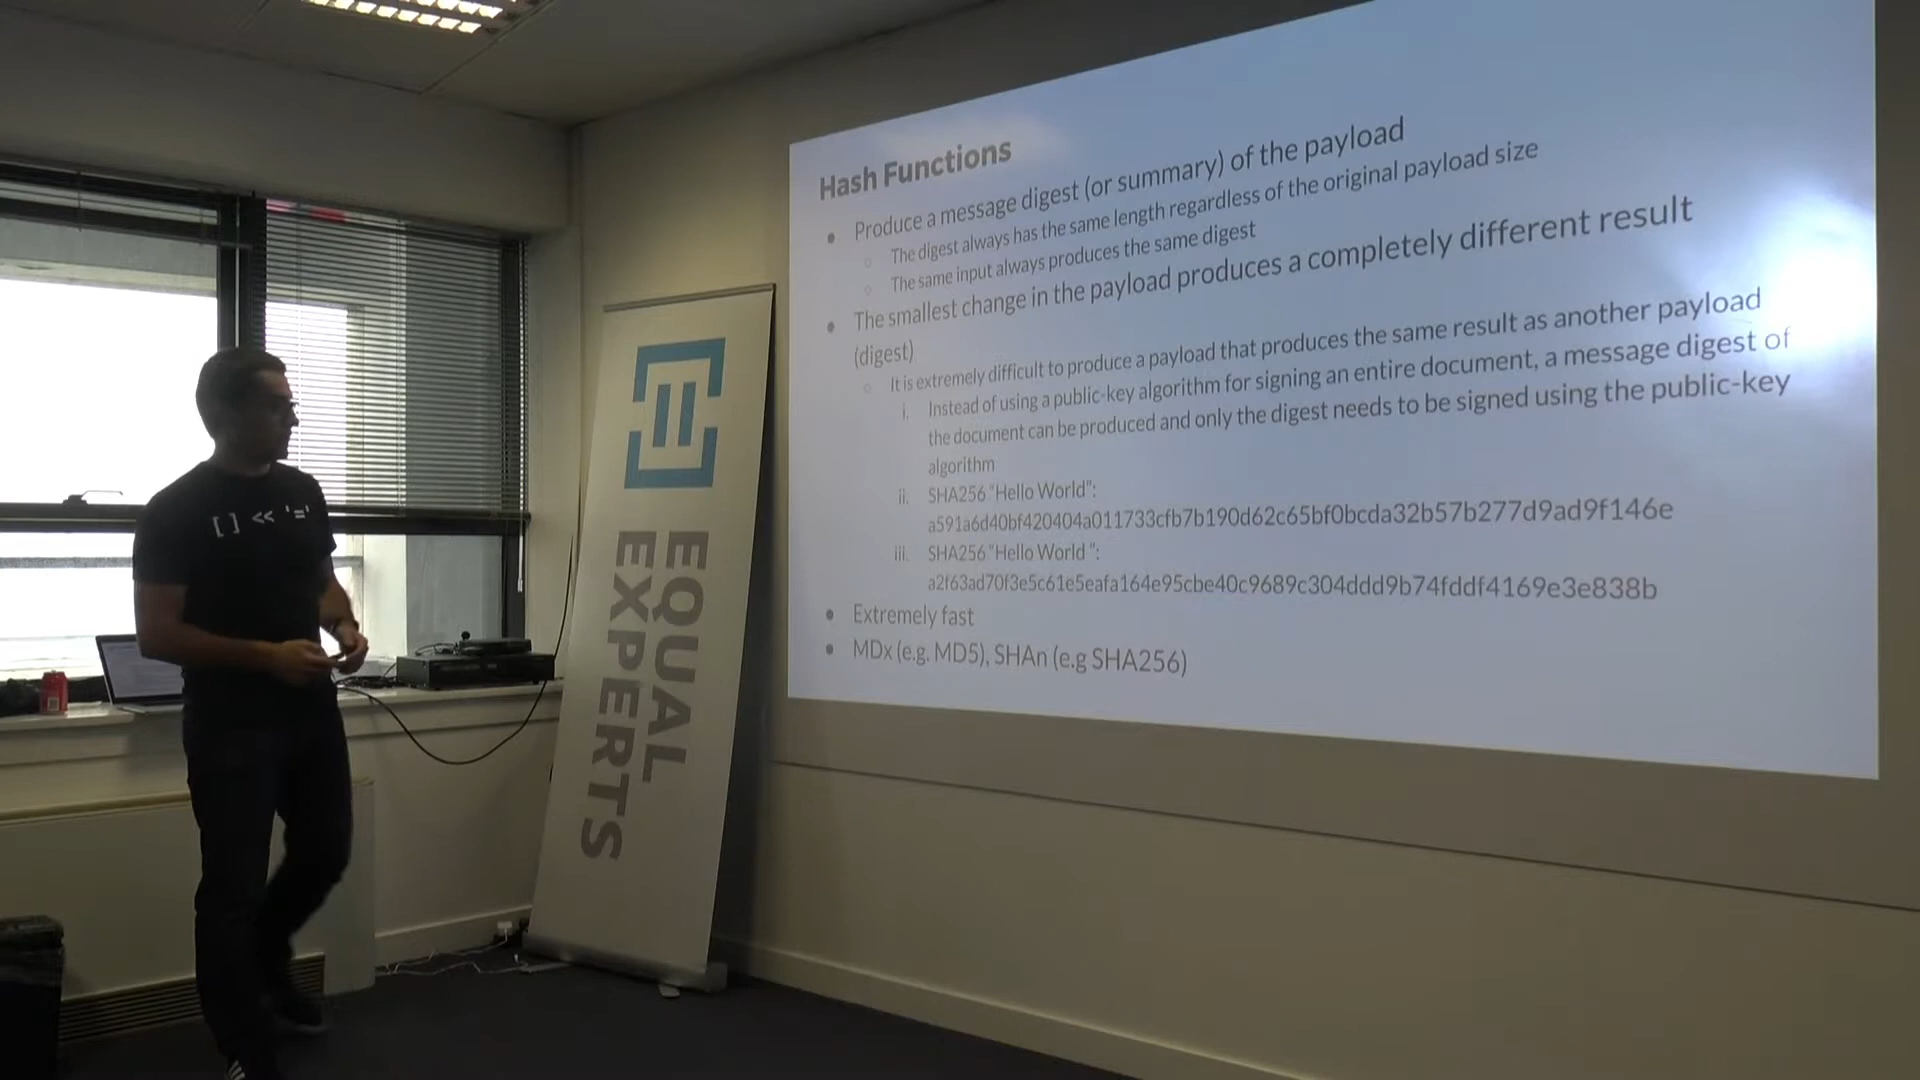 Hash Functions
● Produce a message digest (or summary) of the payload
○ The digest always has the same length regardless of the original payload size
○ The same input always produces the same digest
● The smallest change in the payload produces a completely different result
(digest)
○ It is extremely difficult to produce a payload that produces the same result as another payload
i. Instead of using a public-key algorithm for signing an entire document, a message digest of
the document can be produced and only the digest needs to be signed using the public-key
algorithm
ii. SHA256 "Hello World":
a591a6d40bf420404a011733cfb7b190d62c65bf0bcda32b57b277d9ad9f146e
iii. SHA256 "Hello World ":
a2f63ad70f3e5c61e5eafa164e95cbe40c9689c304ddd9b74fddf4169e3e838b
● Extremely fast
● MDx (e.g. MD5), SHAn (e.g SHA256)
EQUAL
EXPERTS
[ ] << '='